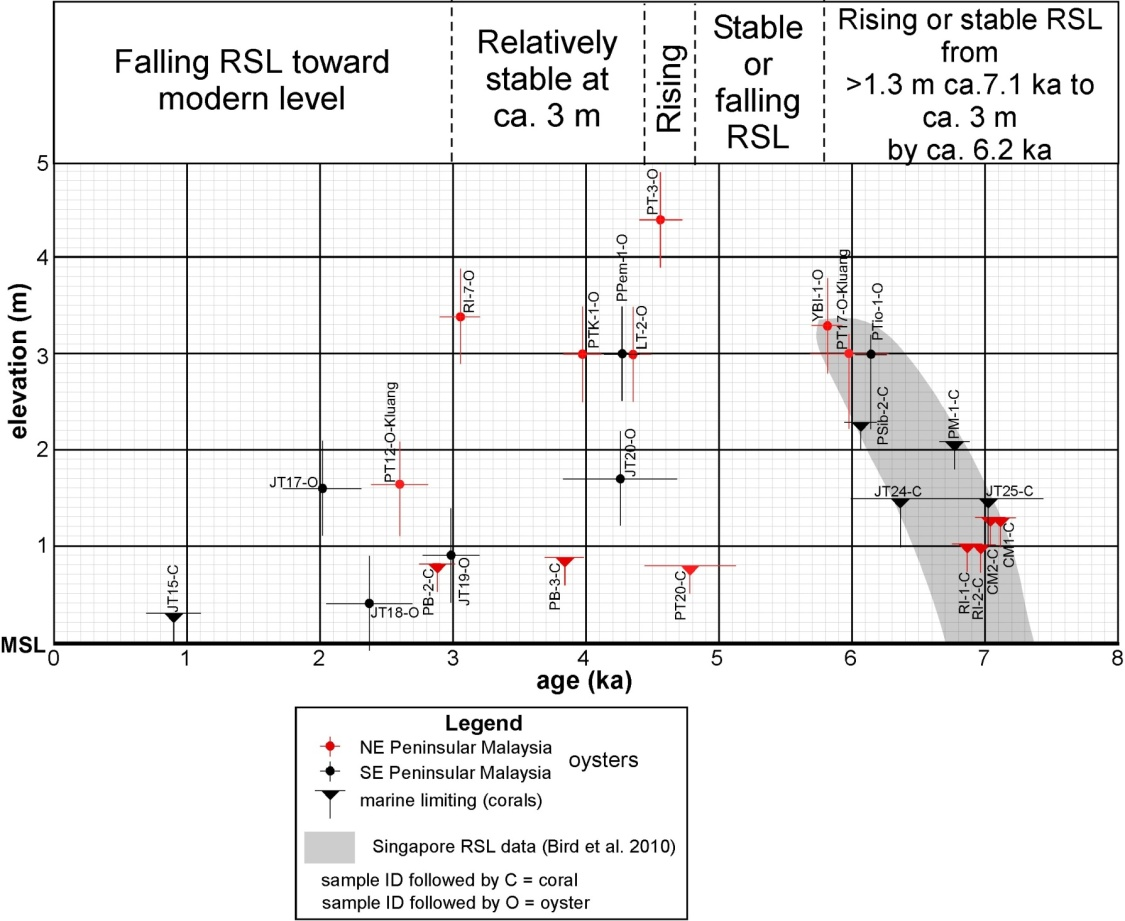 Falling RSL toward
modern level
Relatively
stable at
ca. 3 m
Rising
Stable
or
falling
RSL
Rising or stable RSL
from
>1.3 m ca.7.1 ka to
ca. 3 m
by ca. 6.2 ka
elevation (m)
5
4
3
2
1
MSL
PT-3-O
RI-7-O
PTK-1-O
PPem-1-O
LT-2-O
YBI-1-O
PT17-O-Kluang
PTio-1-O
PSib-2-C
PM-1-C
PT12-O-Kluang
JT17-O
JT20-O
JT24-C
JT25-C
CM1-C
CM2-C
RI-1-C
RI-2-C
JT15-C
JT18-O
PB-2-C
JT19-O
PB-3-C
PT20-C
0 1 2 3 4 5 6 7 8
age (ka)
Legend
NE Peninsular Malaysia
SE Peninsular Malaysia
oysters
marine limiting (corals)
Singapore RSL data (Bird et al. 2010)
sample ID followed by C = coral
sample ID followed by O = oyster